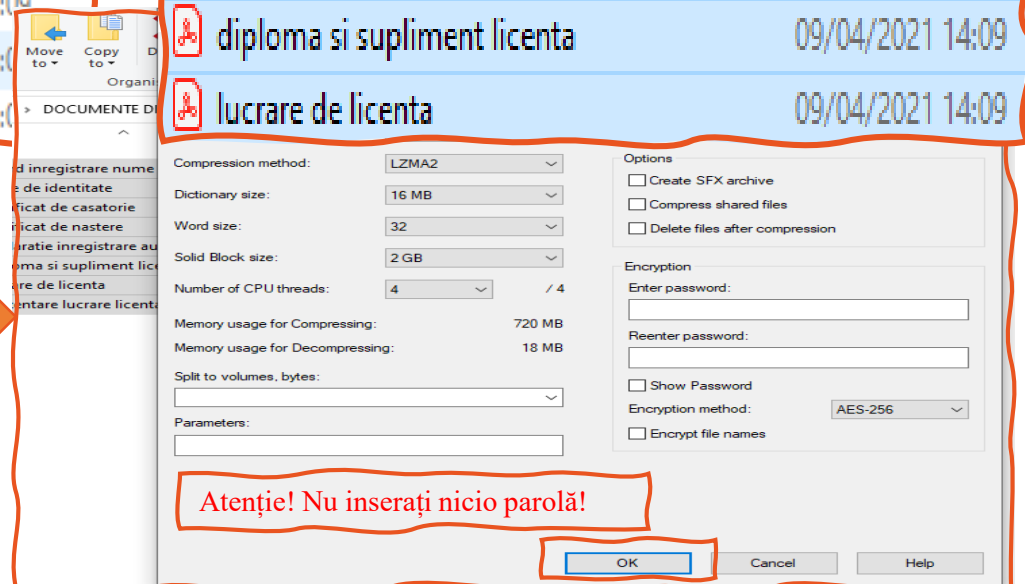 diploma si supliment licenta 09/04/2021 14:09
lucrare de licenta 09/04/2021 14:09
Move to
Copy to
D
Organi
> DOCUMENTE DE
d inregistrare nume
e de identitate
ficat de casatorie
ificat de nastere
aratie inregistrare au
oma si supliment lice
are de licenta
entare lucrare licenta
Compression method: LZMA2
Dictionary size: 16 MB
Word size: 32
Solid Block size: 2 GB
Number of CPU threads: 4 / 4
Memory usage for Compressing: 720 MB
Memory usage for Decompressing: 18 MB
Split to volumes, bytes:
Parameters:
Options
Create SFX archive
Compress shared files
Delete files after compression
Encryption
Enter password:
Reenter password:
Show Password
Encryption method: AES-256
Encrypt file names
Atenție! Nu inserați nicio parolă!
OK Cancel Help